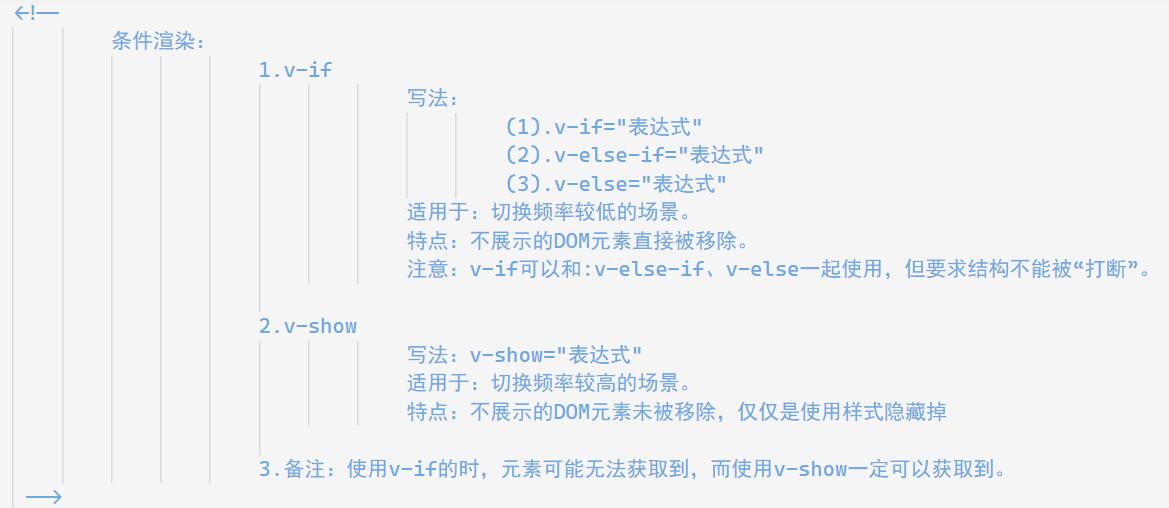 <!--
条件渲染：
1.v-if
写法：
(1).v-if="表达式"
(2).v-else-if="表达式"
(3).v-else="表达式"
适用于：切换频率较低的场景。
特点：不展示的DOM元素直接被移除。
注意：v-if可以和:v-else-if、v-else一起使用，但要求结构不能被“打断”。
2.v-show
写法：v-show="表达式"
适用于：切换频率较高的场景。
特点：不展示的DOM元素未被移除，仅仅是使用样式隐藏掉
3.备注：使用v-if的时，元素可能无法获取到，而使用v-show一定可以获取到。
-->